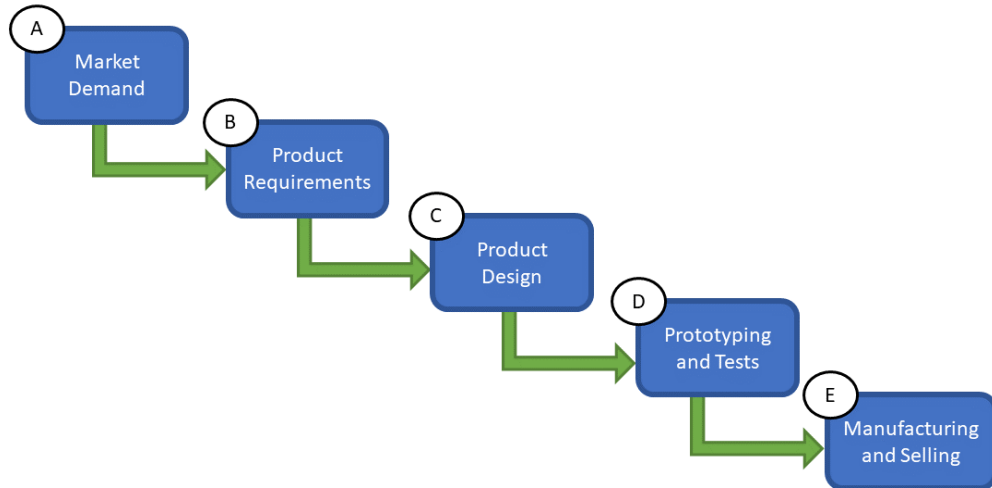 A
Market
Demand
B
Product
Requirements
C
Product
Design
D
Prototyping
and Tests
E
Manufacturing
and Selling